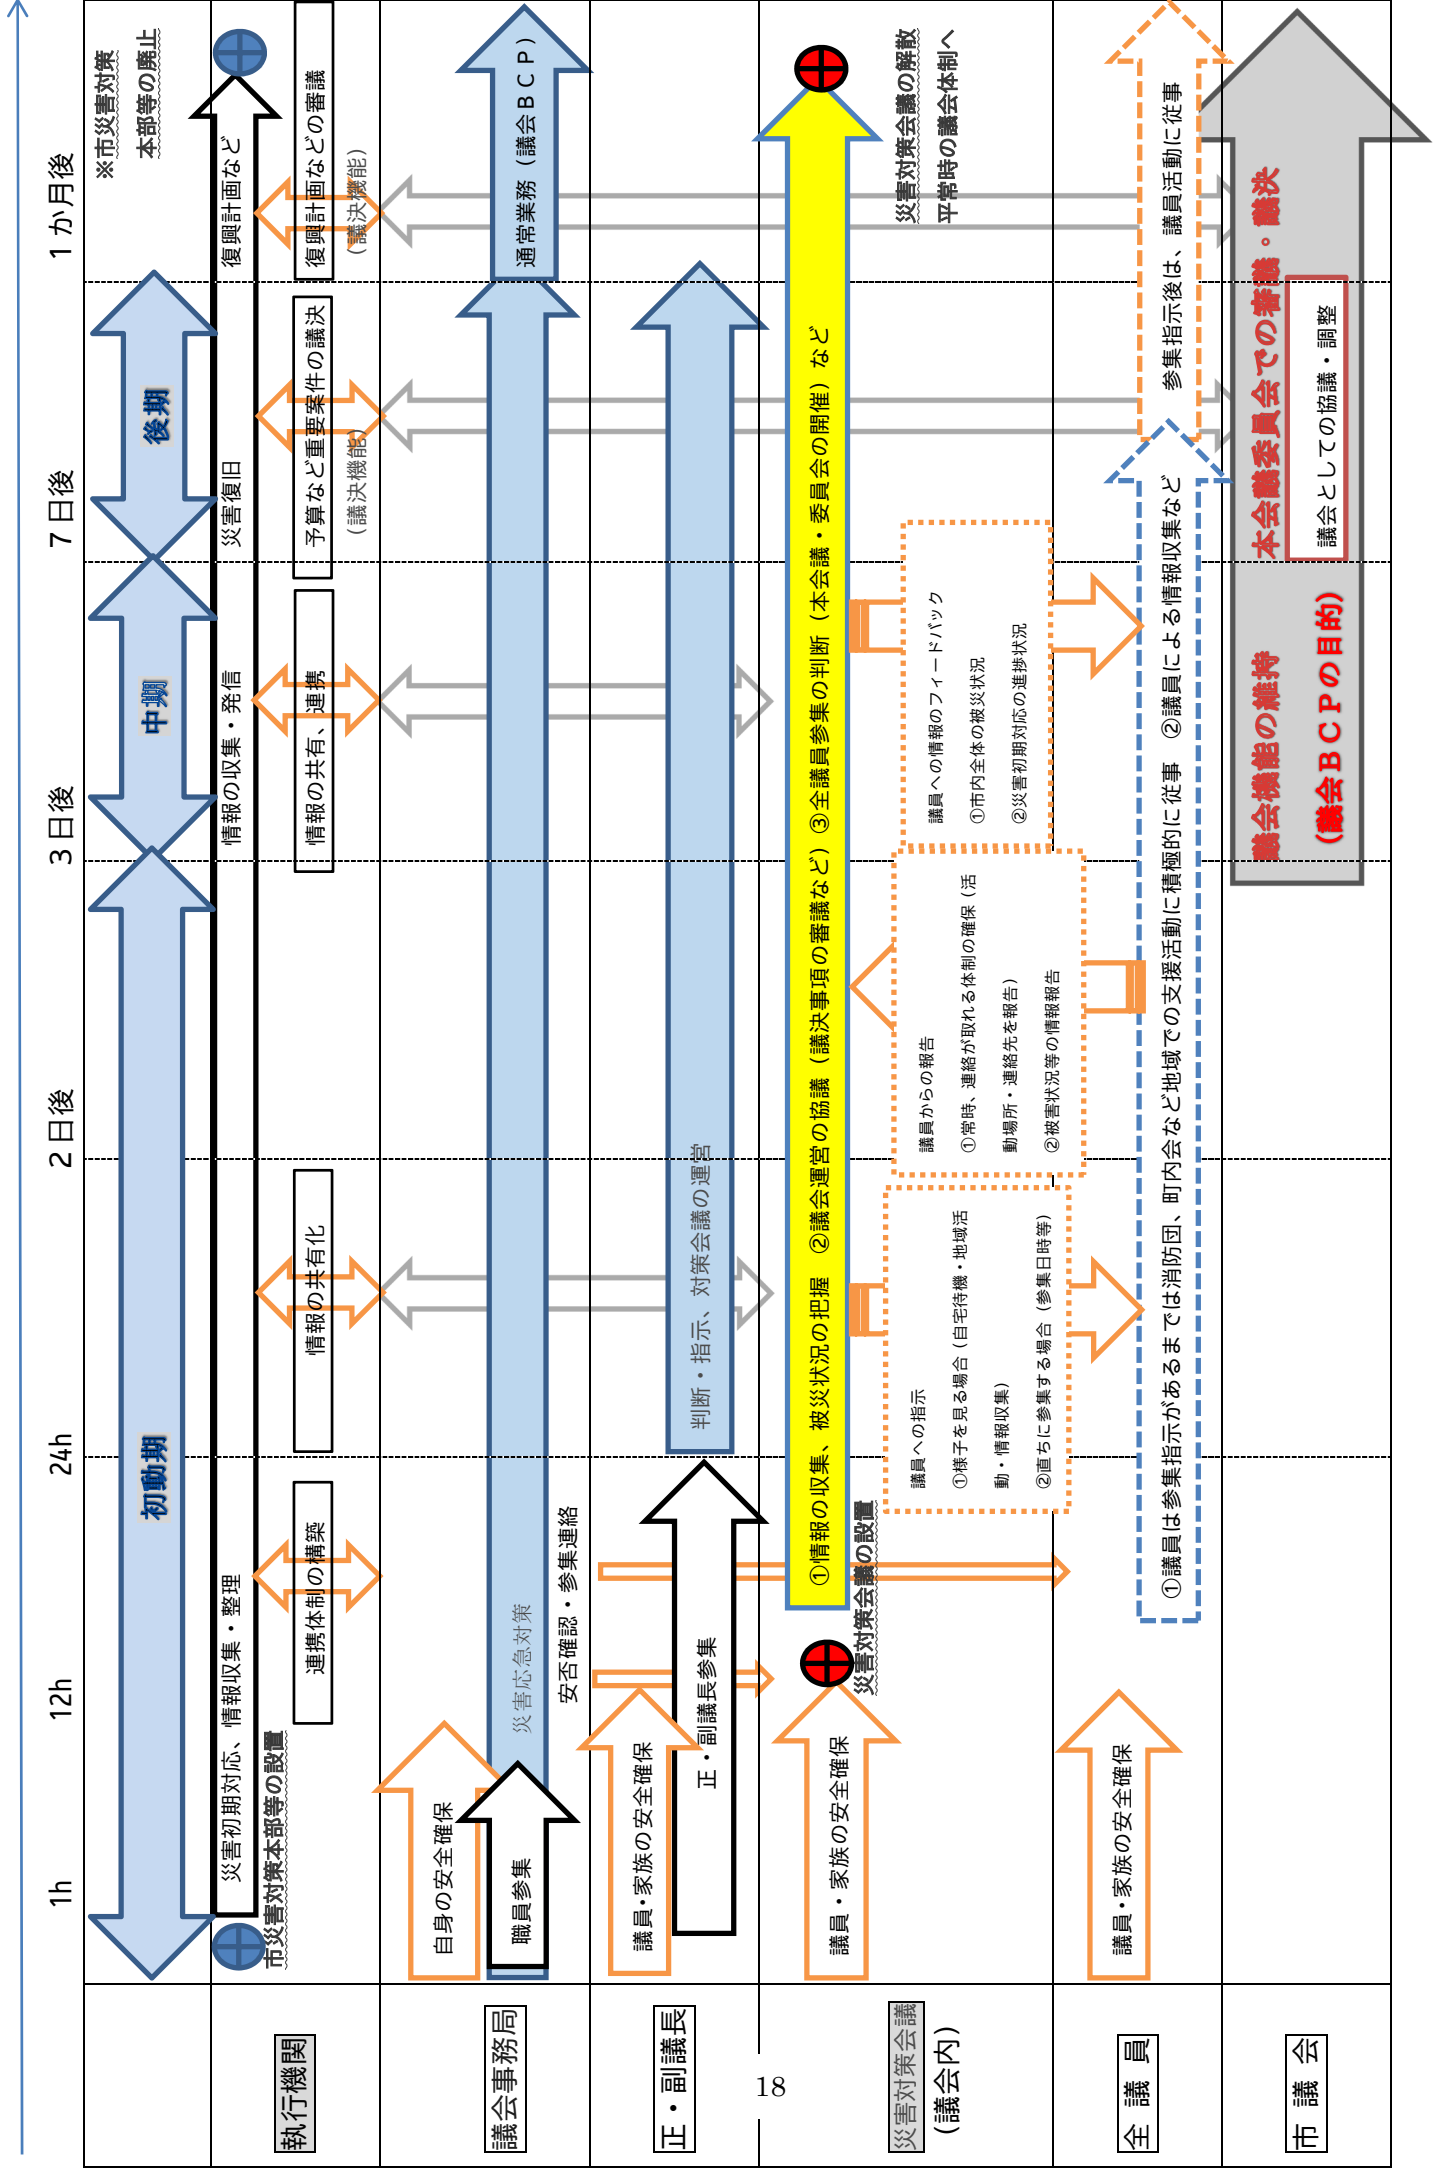 1h
12h
24h
2日後
3日後
7日後
1か月後
初動期
中期
後期
※市災害対策
本部等の廃止
執行機関
災害初期対応、情報収集・整理
情報の収集・発信
災害復旧
復興計画など
市災害対策本部等の設置
連携体制の構築
情報の共有化
情報の共有、連携
予算など重要案件の議決
(議決機能)
復興計画などの審議
(議決機能)
議会事務局
自身の安全確保
職員参集
災害応急対策
通常業務(議会BCP)
安否確認・参集連絡
正・副議長
議員・家族の安全確保
正・副議長参集
判断・指示、対策会議の運営
災害対策会議
(議会内)
議員・家族の安全確保
災害対策会議の設置
①情報の収集、被災状況の把握 ②議会運営の協議(議決事項の審議など)③全議員参集の判断(本会議・委員会の開催)など
災害対策会議の解散
平常時の議会体制へ
議員への指示
①様子を見る場合(自宅待機・地域活
動・情報収集)
②直ちに参集する場合(参集日時等)
議員からの報告
①常時、連絡が取れる体制の確保(活
動場所・連絡先を報告)
②被害状況等の情報報告
議員への情報のフィードバック
①市内全体の被災状況
②災害初期対応の進捗状況
全議員
議員・家族の安全確保
①議員は参集指示があるまでは消防団、町内会など地域での支援活動に積極的に従事 ②議員による情報収集など
参集指示後は、議員活動に従事
市議会
議会機能の維持
(議会BCPの目的)
本会議委員会での審議・議決
議会としての協議・調整
18